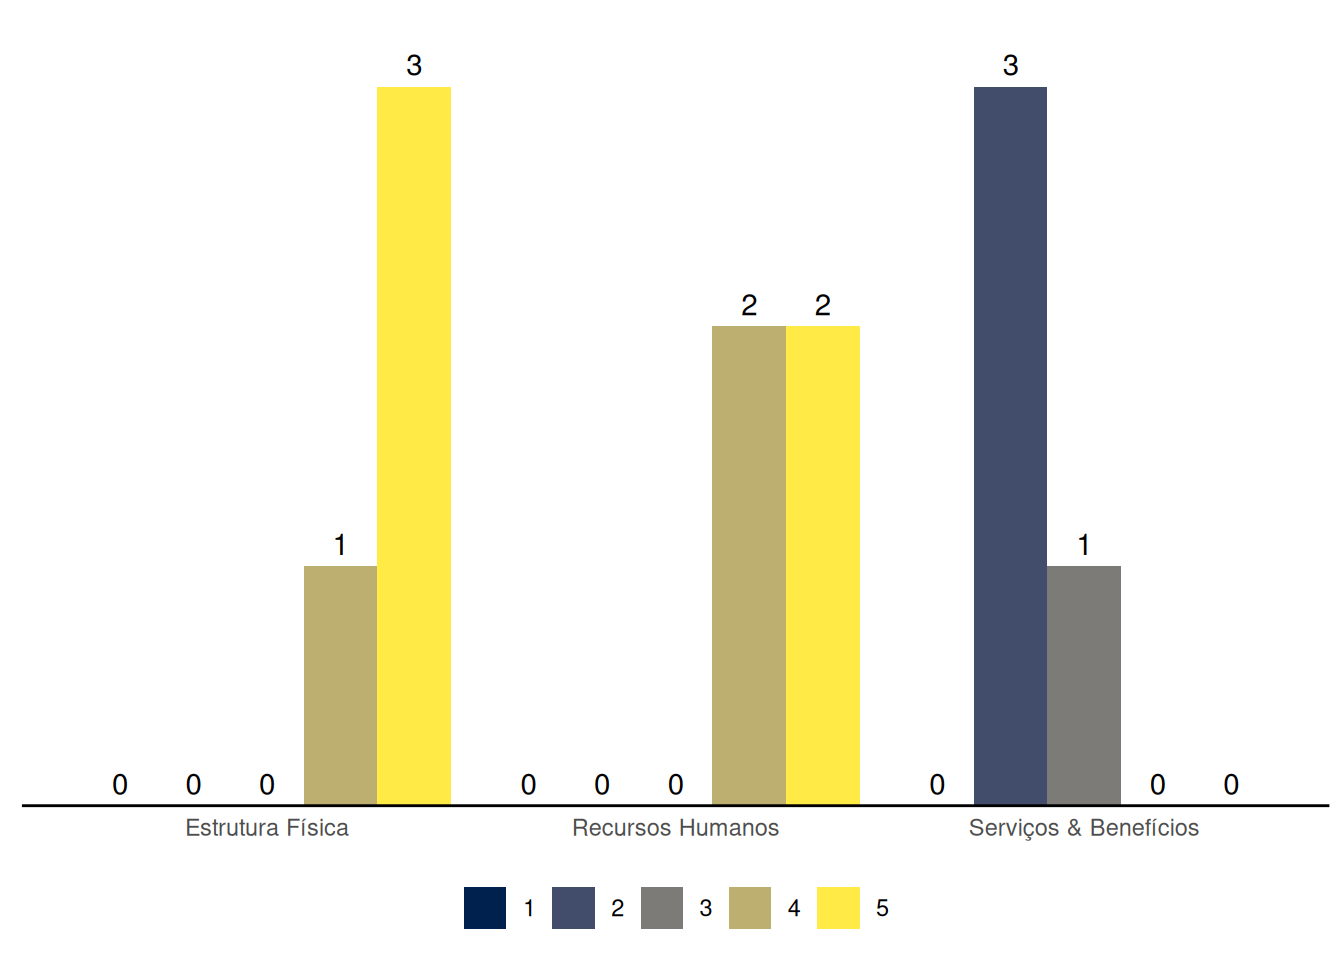 3 3
2 2
1 1
0 0 0 0 0 0 0 0 0
Estrutura Física Recursos Humanos Serviços & Benefícios
1 2 3 4 5